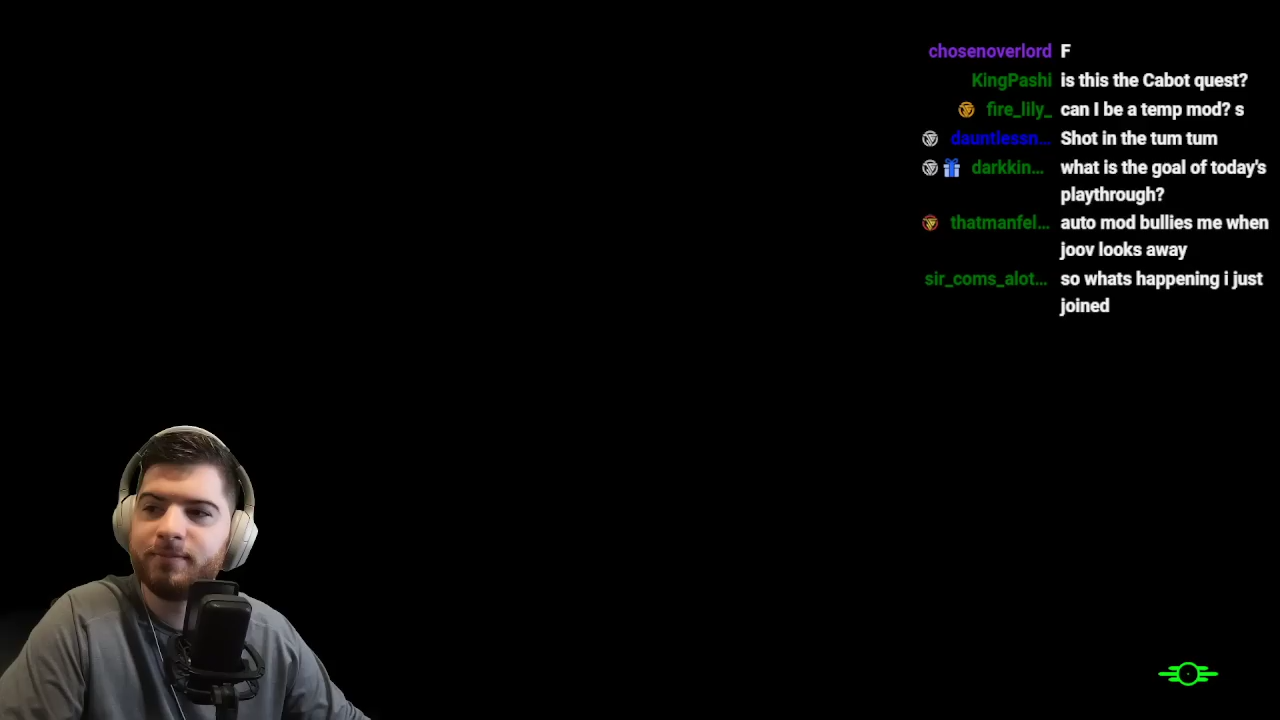 chosenoverlord F
KingPashi is this the Cabot quest?
fire_lily_ can I be a temp mod? s
dauntlessn... Shot in the tum tum
darkkin... what is the goal of today's
playthrough?
thatmanfel... auto mod bullies me when
joov looks away
sir_coms_alot... so whats happening i just
joined